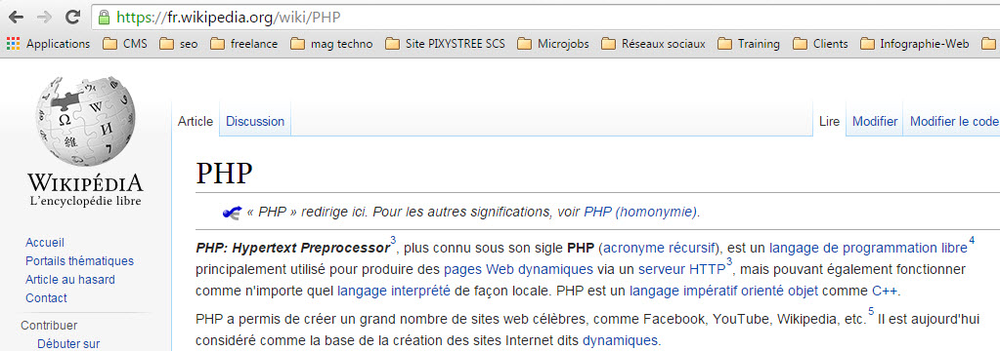 https://fr.wikipedia.org/wiki/PHP
Applications CMS seo freelance mag techno Site PIXYSTREE SCS Microjobs Réseaux sociaux Training Clients Infographie-Web
Ω W И 維
WIKIPÉDIA
L'encyclopédie libre
Article Discussion Lire Modifier Modifier le code
PHP
« PHP » redirige ici. Pour les autres significations, voir PHP (homonymie).
PHP: Hypertext Preprocessor3, plus connu sous son sigle PHP (acronyme récursif), est un langage de programmation libre4
principalement utilisé pour produire des pages Web dynamiques via un serveur HTTP3, mais pouvant également fonctionner
comme n'importe quel langage interprété de façon locale. PHP est un langage impératif orienté objet comme C++.
PHP a permis de créer un grand nombre de sites web célèbres, comme Facebook, YouTube, Wikipedia, etc.5 Il est aujourd'hui
considéré comme la base de la création des sites Internet dits dynamiques.
Accueil
Portails thématiques
Article au hasard
Contact
Contribuer
Débuter sur